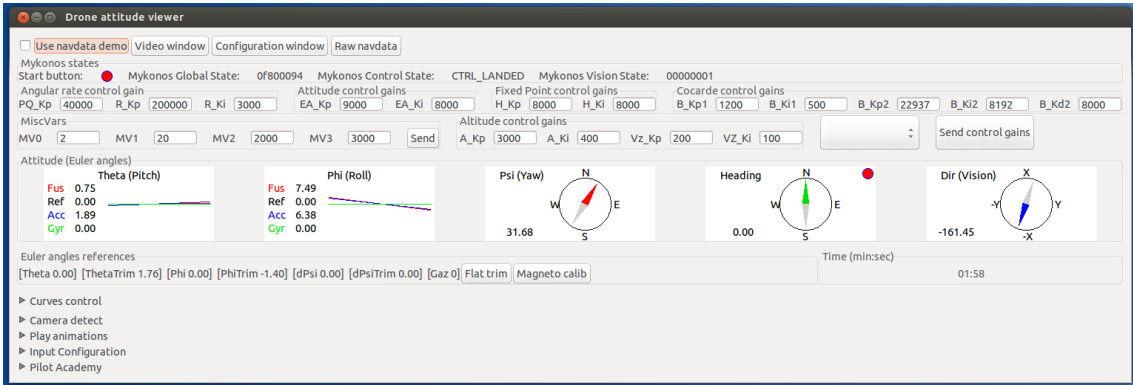 Drone attitude viewer
Use navdata demo Video window Configuration window Raw navdata
Mykonos states
Start button: Mykonos Global State: 0f800094 Mykonos Control State: CTRL_LANDED Mykonos Vision State: 00000001
Angular rate control gain Attitude control gains Fixed Point control gains Cocarde control gains
PQ_Kp 40000 R_Kp 200000 R_Ki 3000 EA_Kp 9000 EA_Ki 8000 H_Kp 8000 H_Ki 8000 B_Kp1 1200 B_Ki1 500 B_Kp2 22937 B_Ki2 8192 B_Kd2 8000
MiscVars Altitude control gains
MV0 2 MV1 20 MV2 2000 MV3 3000 Send A_Kp 3000 A_Ki 400 Vz_Kp 200 VZ_Ki 100 Send control gains
Attitude (Euler angles)
Theta (Pitch) Phi (Roll) Psi (Yaw) N Heading N Dir (Vision) X
Fus 0.75 Fus 7.49
Ref 0.00 Ref 0.00 W E W E -Y Y
Acc 1.89 Acc 6.38
Gyr 0.00 Gyr 0.00 31.68 S 0.00 S -161.45 -X
Euler angles references Time (min:sec)
[Theta 0.00] [ThetaTrim 1.76] [Phi 0.00] [PhiTrim -1.40] [dPsi 0.00] [dPsiTrim 0.00] [Gaz 0] Flat trim Magneto calib 01:58
Curves control
Camera detect
Play animations
Input Configuration
Pilot Academy